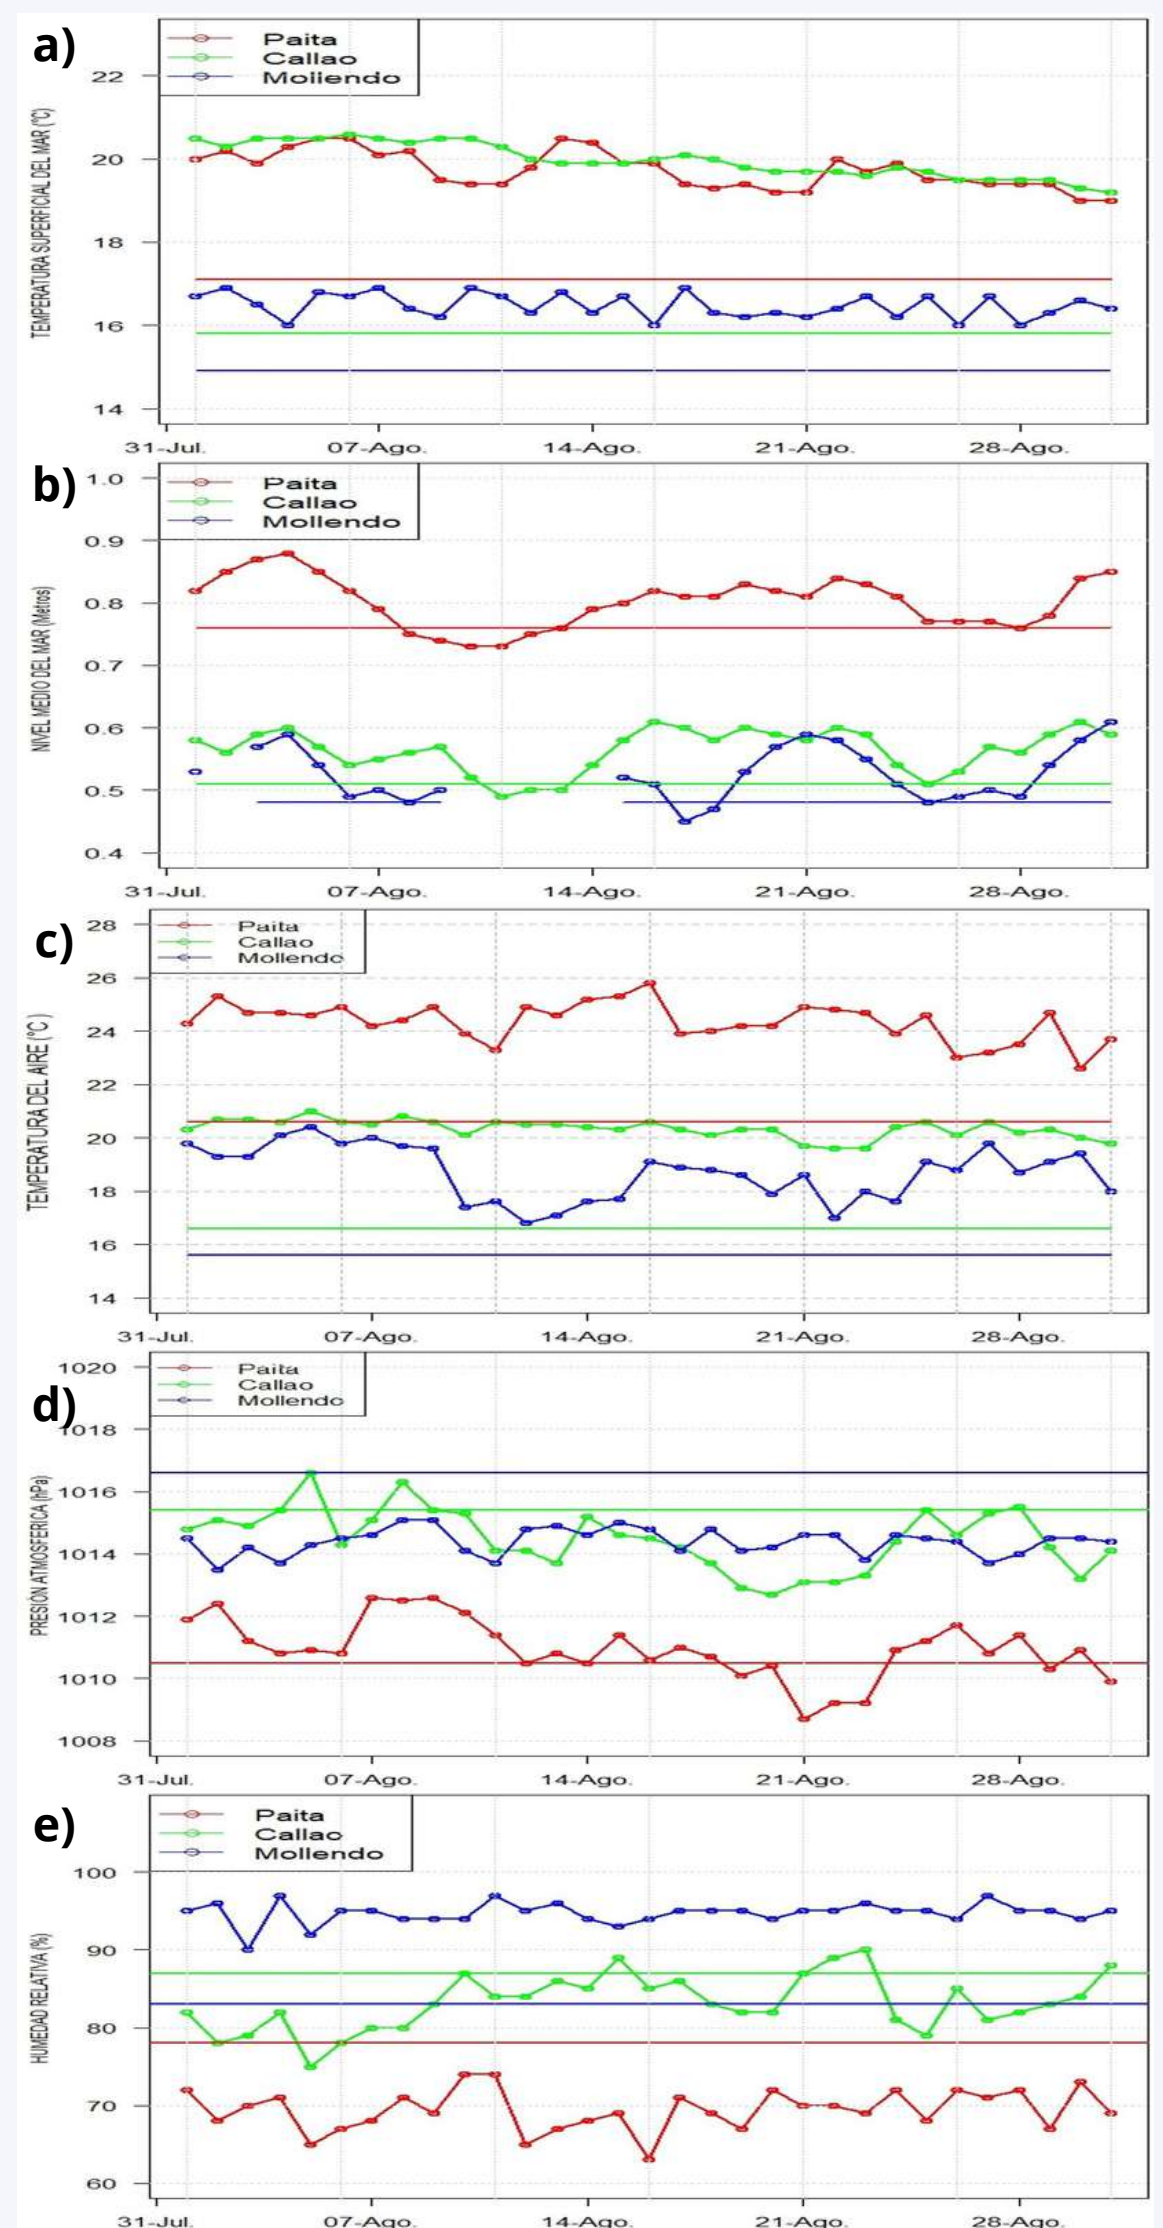 a)
Paita
Callao
Mollendo
TEMPERATURA SUPERFICIAL DEL MAR (°C)
22
20
18
16
14
31-Jul. 07-Ago. 14-Ago. 21-Ago. 28-Ago.
b)
Paita
Callao
Mollendo
NIVEL MEDIO DEL MAR (Metros)
1.0
0.9
0.8
0.7
0.6
0.5
0.4
31-Jul. 07-Ago. 14-Ago. 21-Ago. 28-Ago.
c)
Paita
Callao
Mollendo
TEMPERATURA DEL AIRE (°C)
28
26
24
22
20
18
16
14
31-Jul. 07-Ago. 14-Ago. 21-Ago. 28-Ago.
d)
Paita
Callao
Mollendo
PRESIÓN ATMOSFERICA (hPa)
1020
1018
1016
1014
1012
1010
1008
31-Jul. 07-Ago. 14-Ago. 21-Ago. 28-Ago.
e)
Paita
Callao
Mollendo
HUMEDAD RELATIVA (%)
100
90
80
70
60
31-Jul. 07-Ago. 14-Ago. 21-Ago. 28-Ago.